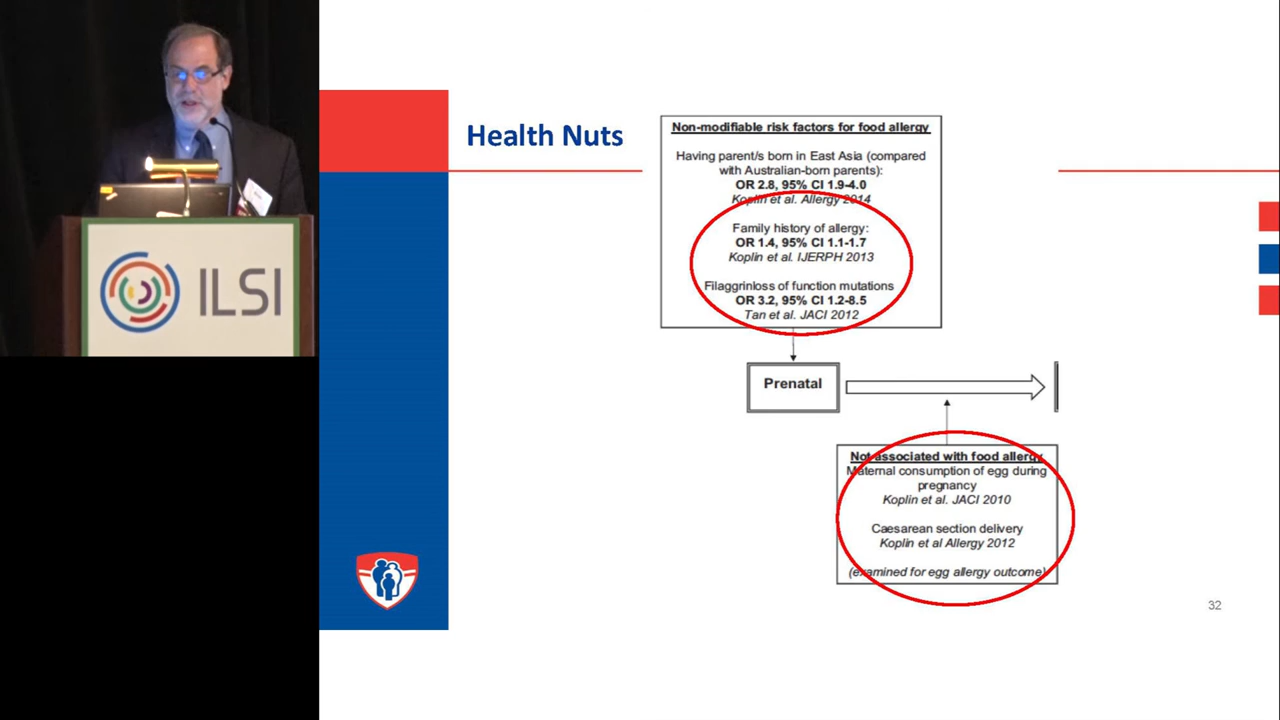 ILSI
Health Nuts
Non-modifiable risk factors for food allergy
Having parent/s born in East Asia (compared
with Australian-born parents):
OR 2.8, 95% CI 1.9-4.0
Koplin et al. Allergy 2014
Family history of allergy:
OR 1.4, 95% CI 1.1-1.7
Koplin et al. IJERPH 2013
Filaggrinloss of function mutations
OR 3.2, 95% CI 1.2-8.5
Tan et al. JACI 2012
Prenatal
Not associated with food allergy
Maternal consumption of egg during
pregnancy
Koplin et al. JACI 2010
Caesarean section delivery
Koplin et al Allergy 2012
(examined for egg allergy outcome)
32